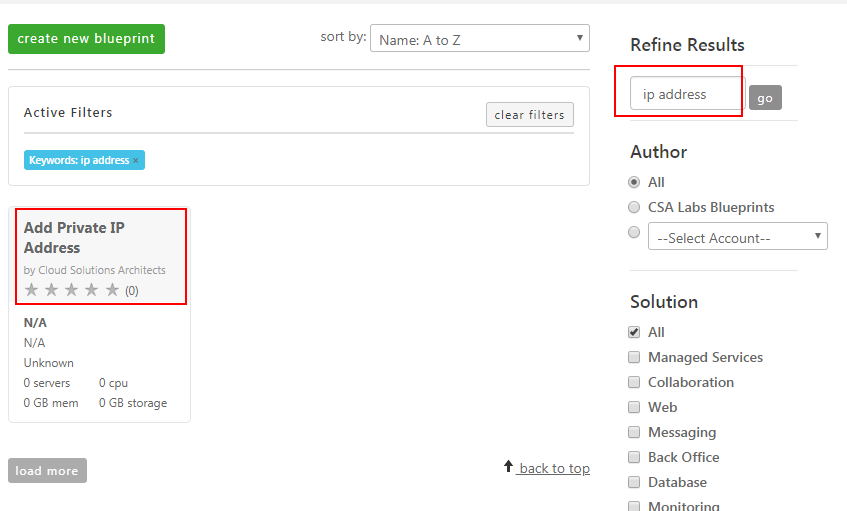 create new blueprint
sort by: Name: A to Z
Active Filters
clear filters
Keywords: ip address ×
Add Private IP
Address
by Cloud Solutions Architects
(0)
N/A
N/A
Unknown
0 servers 0 cpu
0 GB mem 0 GB storage
load more
back to top
Refine Results
ip address
go
Author
All
CSA Labs Blueprints
--Select Account--
Solution
All
Managed Services
Collaboration
Web
Messaging
Back Office
Database
Monitoring